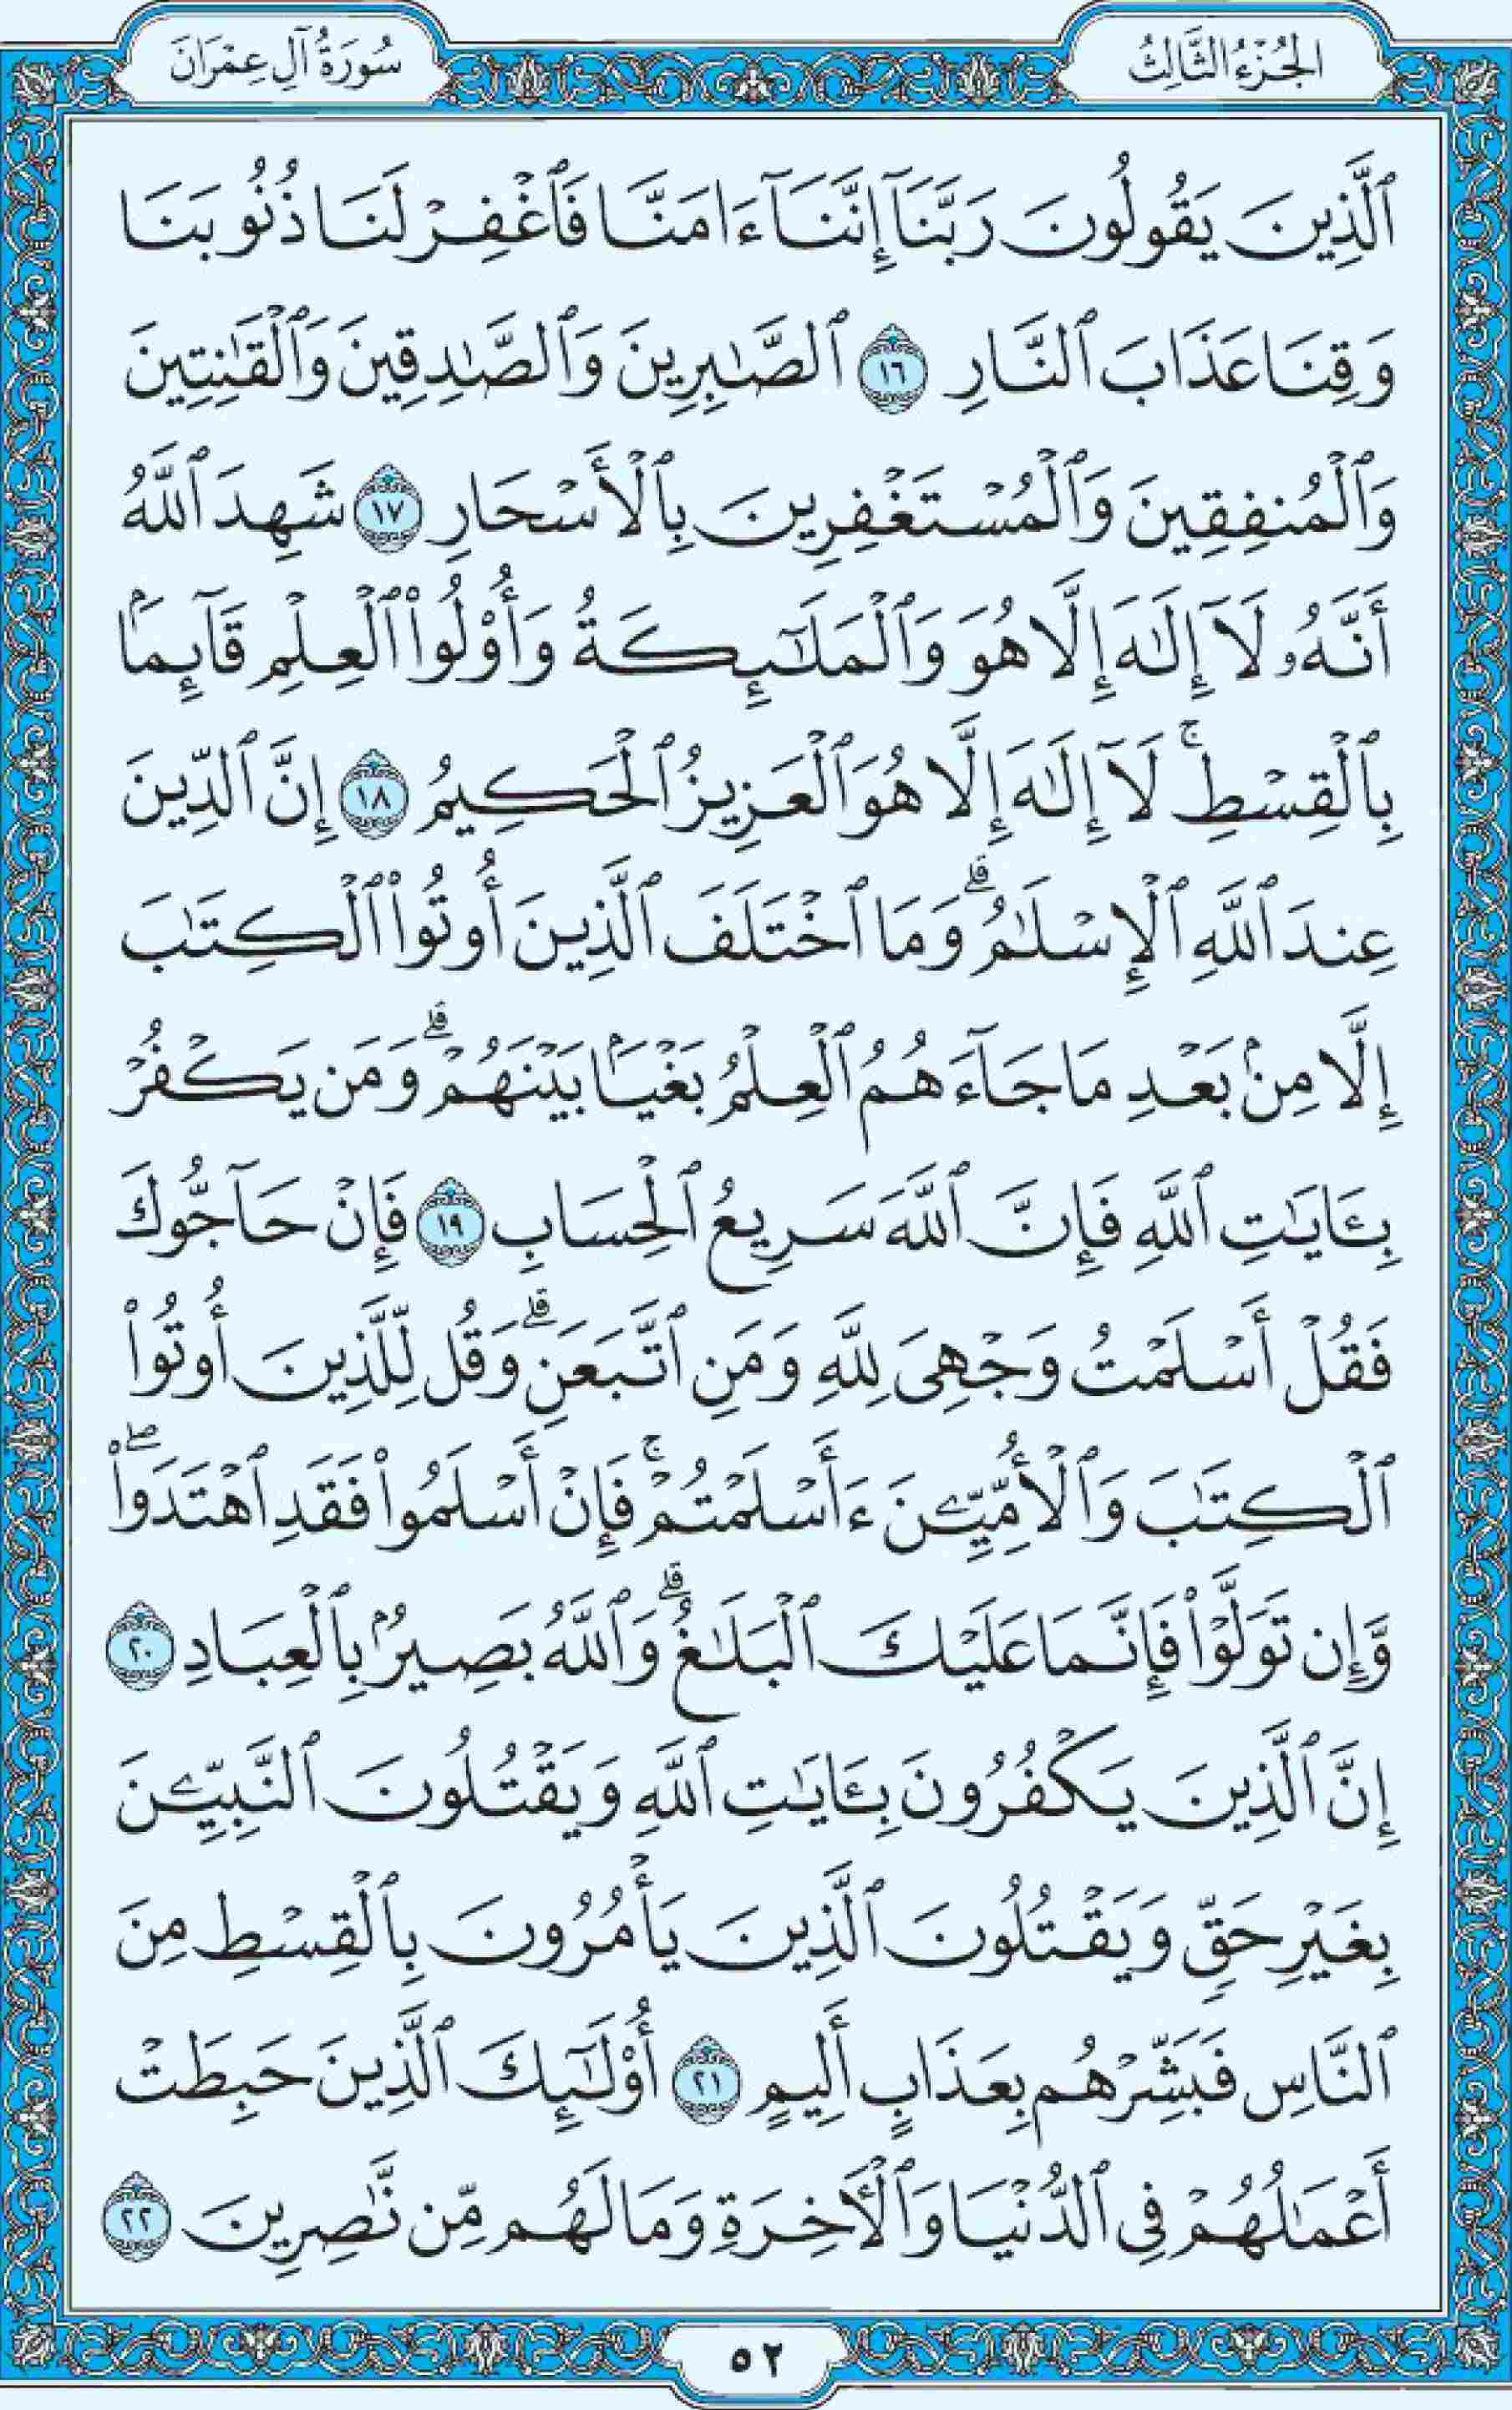 الجُزْءُ الثَّالِثُ
سُورَةُ آلِ عِمْرَانَ
ٱلَّذِينَ يَقُولُونَ رَبَّنَآ إِنَّنَآ ءَامَنَّا فَٱغْفِرْ لَنَا ذُنُوبَنَا
وَقِنَا عَذَابَ ٱلنَّارِ ١٦ ٱلصَّـٰبِرِينَ وَٱلصَّـٰدِقِينَ وَٱلْقَـٰنِتِينَ
وَٱلْمُنفِقِينَ وَٱلْمُسْتَغْفِرِينَ بِٱلْأَسْحَارِ ١٧ شَهِدَ ٱللَّهُ
أَنَّهُۥ لَآ إِلَـٰهَ إِلَّا هُوَ وَٱلْمَلَـٰٓئِكَةُ وَأُو۟لُوا۟ ٱلْعِلْمِ قَآئِمَۢا
بِٱلْقِسْطِ ۚ لَآ إِلَـٰهَ إِلَّا هُوَ ٱلْعَزِيزُ ٱلْحَكِيمُ ١٨ إِنَّ ٱلدِّينَ
عِندَ ٱللَّهِ ٱلْإِسْلَـٰمُ ۗ وَمَا ٱخْتَلَفَ ٱلَّذِينَ أُوتُوا۟ ٱلْكِتَـٰبَ
إِلَّا مِنۢ بَعْدِ مَا جَآءَهُمُ ٱلْعِلْمُ بَغْيَۢا بَيْنَهُمْ ۗ وَمَن يَكْفُرْ
بِـَٔايَـٰتِ ٱللَّهِ فَإِنَّ ٱللَّهَ سَرِيعُ ٱلْحِسَابِ ١٩ فَإِنْ حَآجُّوكَ
فَقُلْ أَسْلَمْتُ وَجْهِىَ لِلَّهِ وَمَنِ ٱتَّبَعَنِ ۗ وَقُل لِّلَّذِينَ أُوتُوا۟
ٱلْكِتَـٰبَ وَٱلْأُمِّيِّـۧنَ ءَأَسْلَمْتُمْ ۚ فَإِنْ أَسْلَمُوا۟ فَقَدِ ٱهْتَدَوا۟ ۖ
وَّإِن تَوَلَّوْا۟ فَإِنَّمَا عَلَيْكَ ٱلْبَلَـٰغُ ۗ وَٱللَّهُ بَصِيرُۢ بِٱلْعِبَادِ ٢٠
إِنَّ ٱلَّذِينَ يَكْفُرُونَ بِـَٔايَـٰتِ ٱللَّهِ وَيَقْتُلُونَ ٱلنَّبِيِّـۧنَ
بِغَيْرِ حَقٍّ وَيَقْتُلُونَ ٱلَّذِينَ يَأْمُرُونَ بِٱلْقِسْطِ مِنَ
ٱلنَّاسِ فَبَشِّرْهُم بِعَذَابٍ أَلِيمٍ ٢١ أُو۟لَـٰٓئِكَ ٱلَّذِينَ حَبِطَتْ
أَعْمَـٰلُهُمْ فِى ٱلدُّنْيَا وَٱلْـَٔاخِرَةِ وَمَا لَهُم مِّن نَّـٰصِرِينَ ٢٢
٥٢